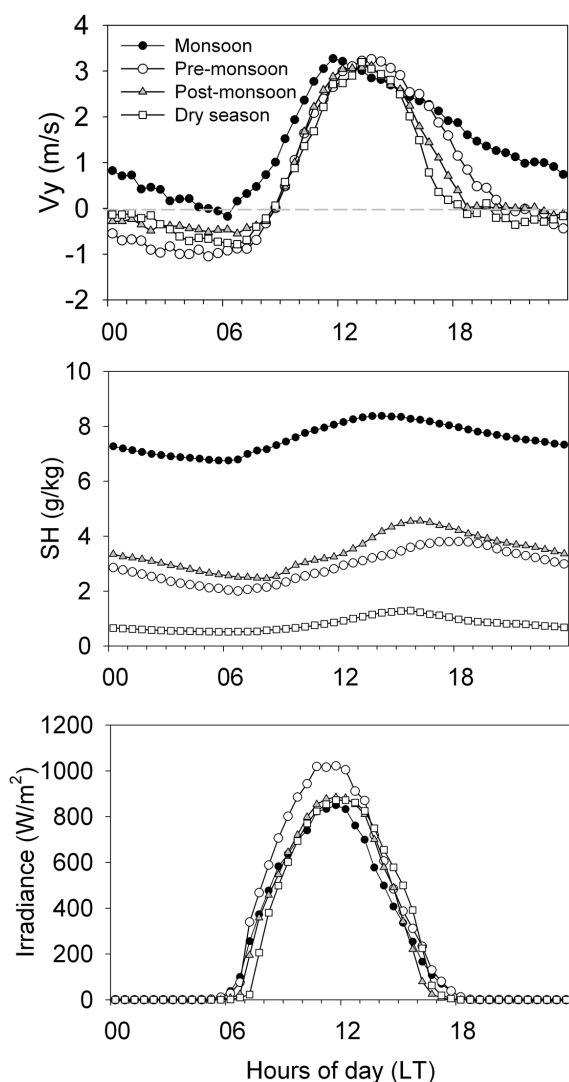 4
3
2
1
0
-1
-2
Vy (m/s)
Monsoon
Pre-monsoon
Post-monsoon
Dry season
00 06 12 18
10
8
6
4
2
0
SH (g/kg)
00 06 12 18
1200
1000
800
600
400
200
0
Irradiance (W/m²)
00 06 12 18
Hours of day (LT)